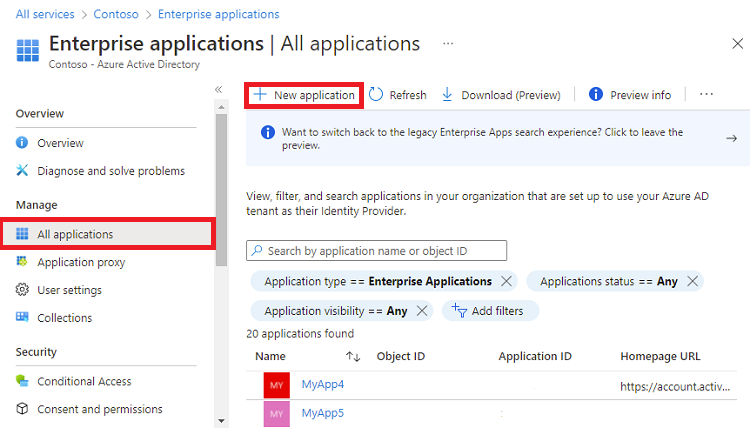 All services > Contoso > Enterprise applications
Enterprise applications | All applications ...
Contoso - Azure Active Directory
Overview
Overview
Diagnose and solve problems
Manage
All applications
Application proxy
User settings
Collections
Security
Conditional Access
Consent and permissions
New application Refresh Download (Preview) Preview info ...
Want to switch back to the legacy Enterprise Apps search experience? Click to leave the
preview.
View, filter, and search applications in your organization that are set up to use your Azure AD
tenant as their Identity Provider.
Search by application name or object ID
Application type == Enterprise Applications Applications status == Any
Application visibility == Any Add filters
20 applications found
Name Object ID Application ID Homepage URL
MY MyApp4 https://account.activ...
MY MyApp5